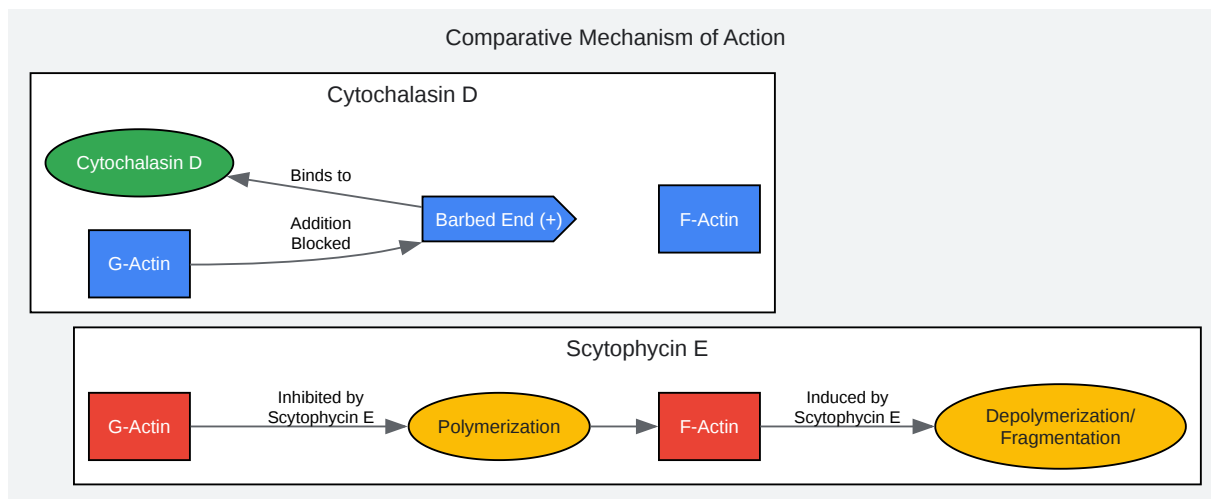 Comparative Mechanism of Action
Cytochalasin D
Cytochalasin D
Binds to
Barbed End (+)
F-Actin
Addition
Blocked
G-Actin
Scytophycin E
G-Actin
Inhibited by
Scytophycin E
Polymerization
F-Actin
Induced by
Scytophycin E
Depolymerization/
Fragmentation